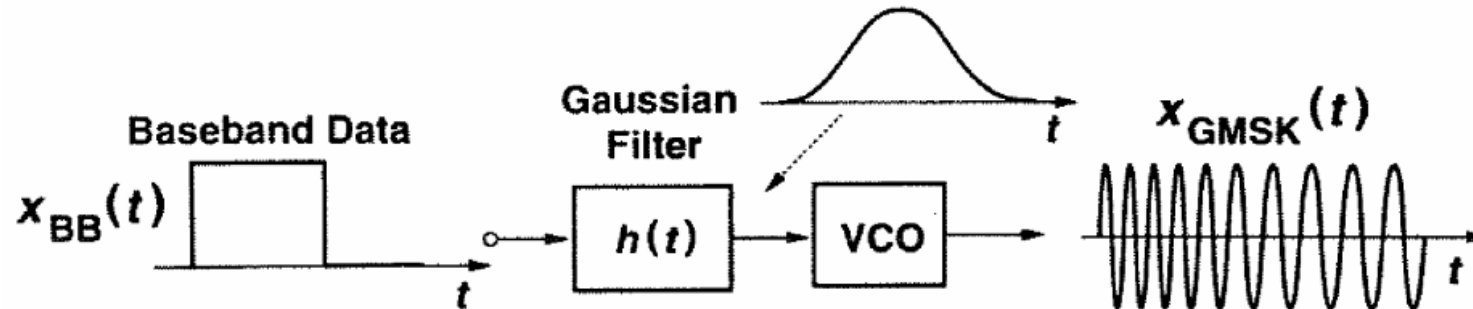 Baseband Data
x_BB(t)
t
Gaussian
Filter
t
h(t)
VCO
x_GMSK(t)
t